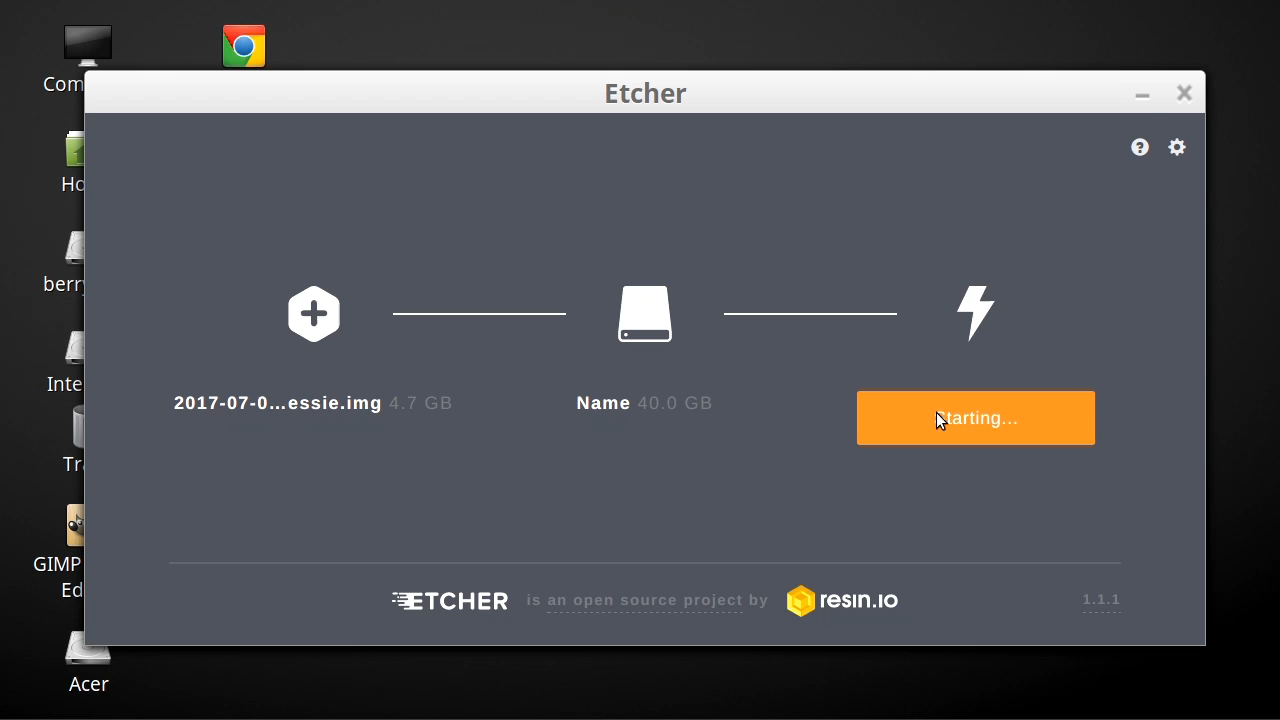 Com
Etcher
Ho
berry
Inte
2017-07-0...essie.img 4.7 GB
Name 40.0 GB
Starting...
Tr
GIMP
Ed
ETCHER is an open source project by resin.io
1.1.1
Acer